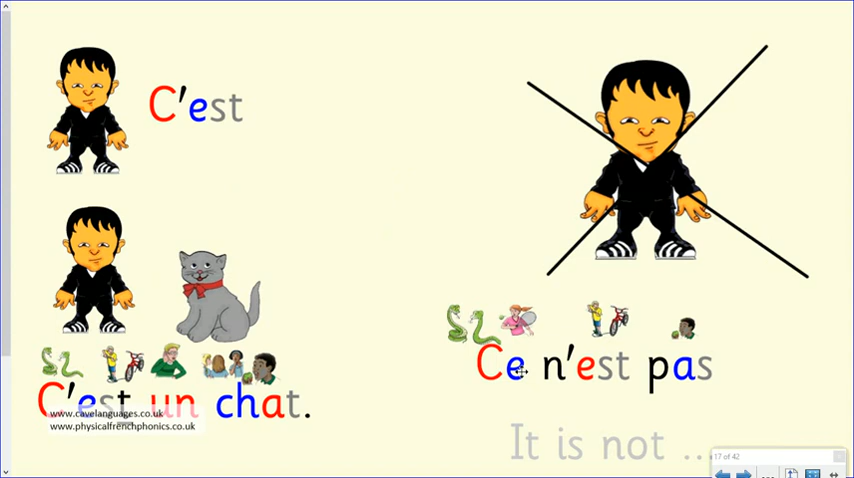 C'est
C'est un chat.
www.cavelanguages.co.uk
www.physicalfrenchphonics.co.uk
Ce n'est pas
It is not ...
17 of 42